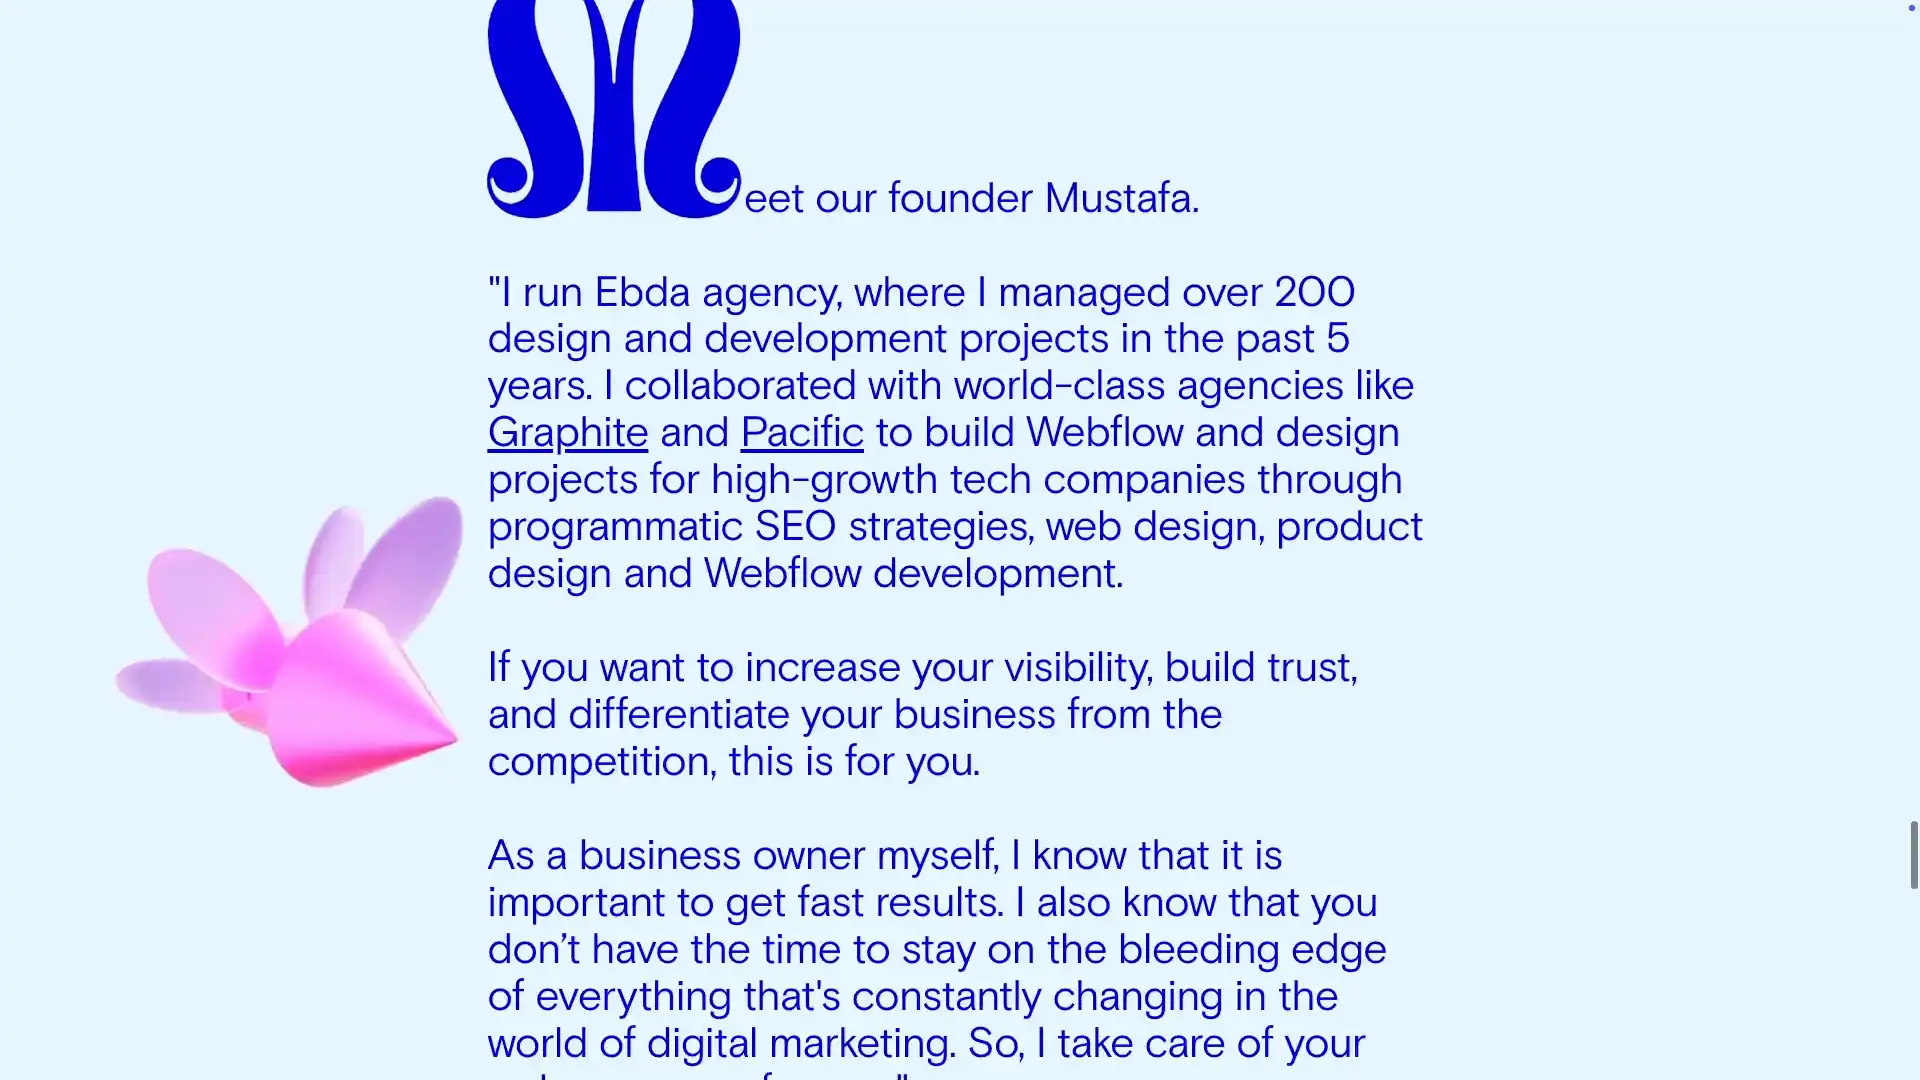 Meet our founder Mustafa.
"I run Ebda agency, where I managed over 200
design and development projects in the past 5
years. I collaborated with world-class agencies like
Graphite and Pacific to build Webflow and design
projects for high-growth tech companies through
programmatic SEO strategies, web design, product
design and Webflow development.
If you want to increase your visibility, build trust,
and differentiate your business from the
competition, this is for you.
As a business owner myself, I know that it is
important to get fast results. I also know that you
don’t have the time to stay on the bleeding edge
of everything that's constantly changing in the
world of digital marketing. So, I take care of your